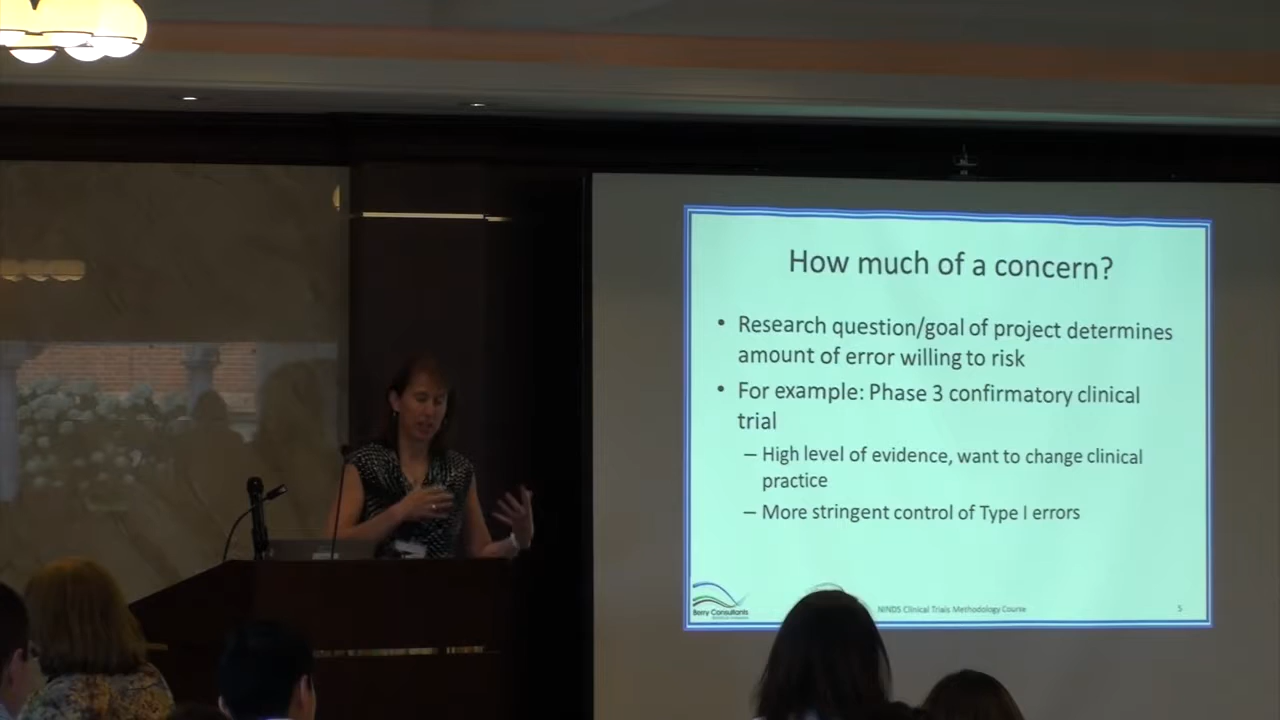 How much of a concern?
• Research question/goal of project determines
amount of error willing to risk
• For example: Phase 3 confirmatory clinical
trial
– High level of evidence, want to change clinical
practice
– More stringent control of Type I errors
Berry Consultants
NINDS Clinical Trials Methodology Course
5